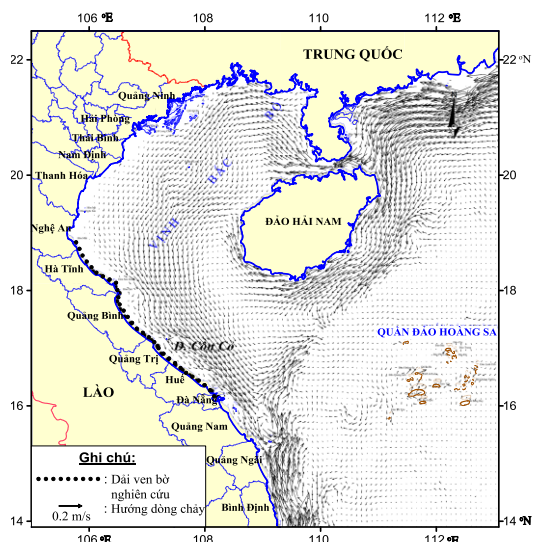 106 °E
108
110
112 °E
22
22 °N
TRUNG QUỐC
Quảng Ninh
Hải Phòng
Thái Bình
Nam Định
Thanh Hóa
20
20
VỊNH BẮC BỘ
ĐẢO HẢI NAM
Nghệ An
Hà Tĩnh
18
18
Quảng Bình
QUẦN ĐẢO HOÀNG SA
Đ. Cồn Cỏ
Quảng Trị
Huế
LÀO
Đà Nẵng
16
16
Quảng Nam
Quảng Ngãi
Bình Định
Ghi chú:
: Dải ven bờ
nghiên cứu
: Hướng dòng chảy
0.2 m/s
14
14 °N
106 °E
108
110
112 °E